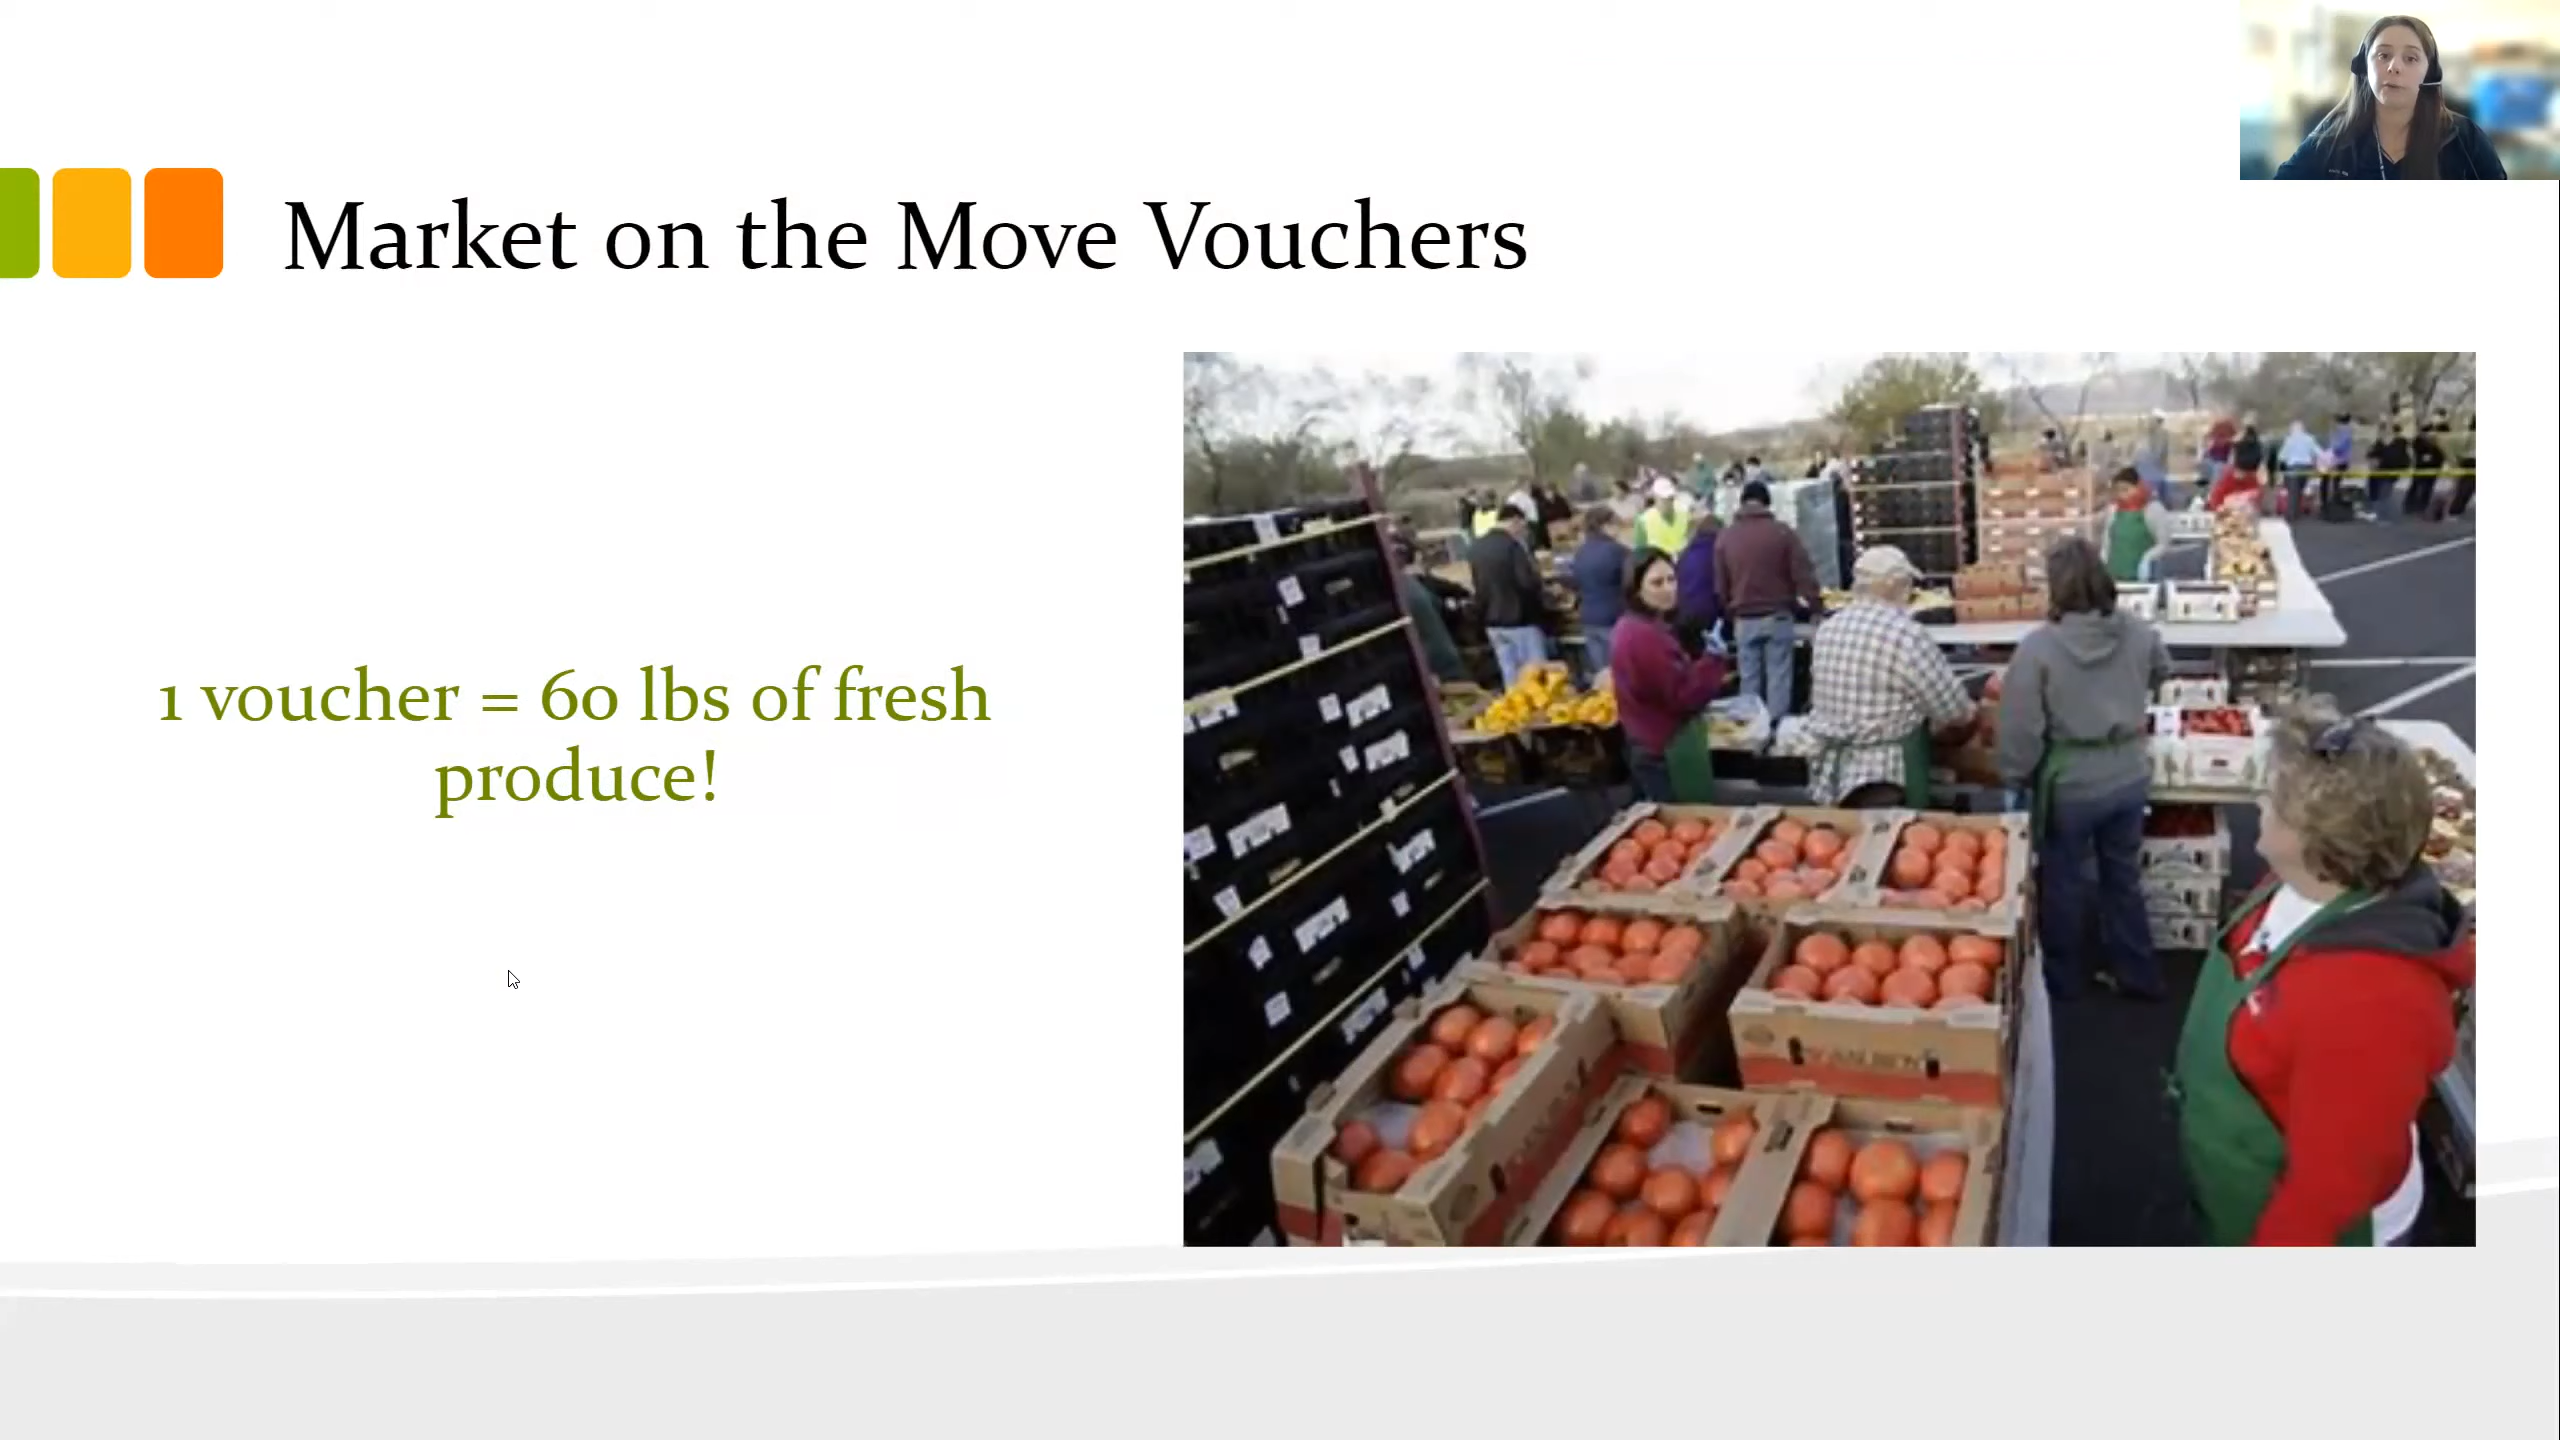 Market on the Move Vouchers
1 voucher = 60 lbs of fresh
produce!